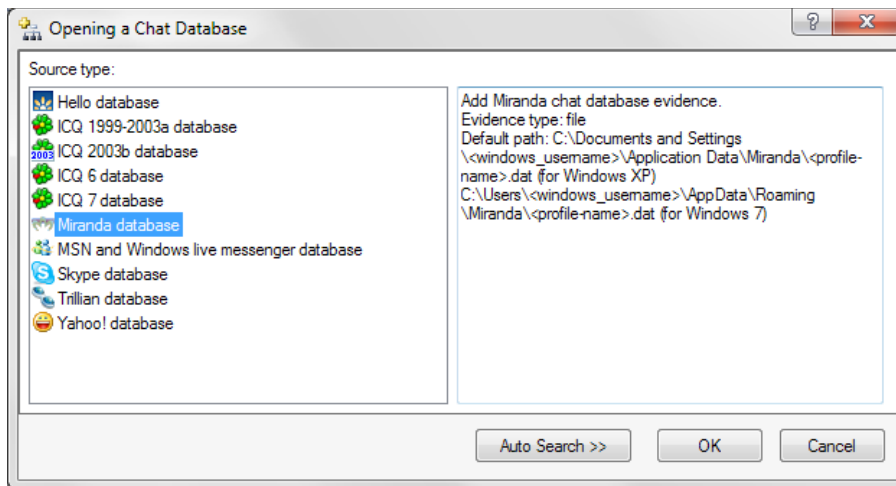 Opening a Chat Database
Source type:
Hello database
ICQ 1999-2003a database
2003 ICQ 2003b database
ICQ 6 database
ICQ 7 database
Miranda database
MSN and Windows live messenger database
Skype database
Trillian database
Yahoo! database
Add Miranda chat database evidence.
Evidence type: file
Default path: C:\Documents and Settings
\<windows_username>\Application Data\Miranda\<profile-
name>.dat (for Windows XP)
C:\Users\<windows_username>\AppData\Roaming
\Miranda\<profile-name>.dat (for Windows 7)
Auto Search >>
OK
Cancel